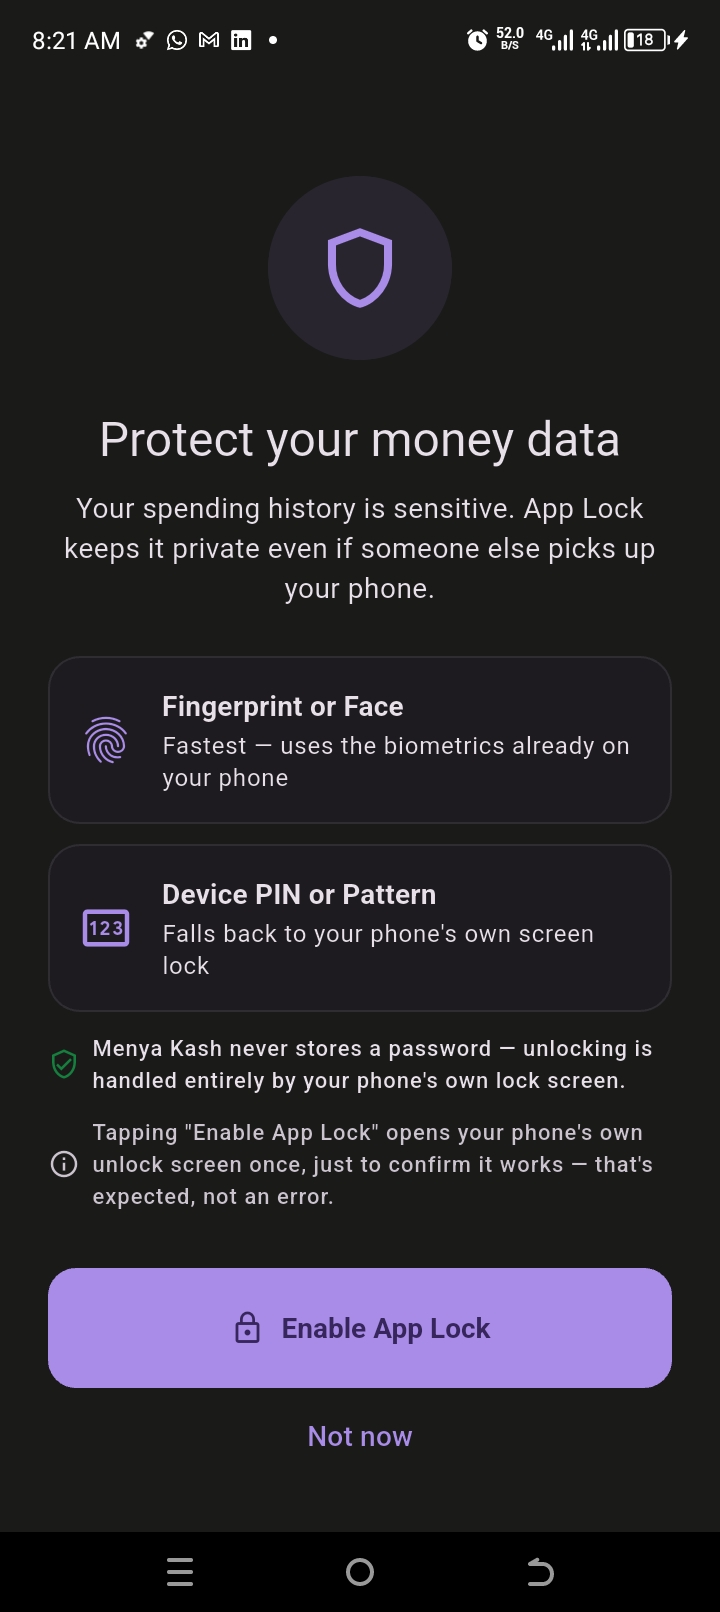 8:21 AM
52.0
B/S
4G
4G
18
Protect your money data
Your spending history is sensitive. App Lock
keeps it private even if someone else picks up
your phone.
Fingerprint or Face
Fastest — uses the biometrics already on
your phone
123
Device PIN or Pattern
Falls back to your phone's own screen
lock
Menya Kash never stores a password — unlocking is
handled entirely by your phone's own lock screen.
Tapping "Enable App Lock" opens your phone's own
unlock screen once, just to confirm it works — that's
expected, not an error.
Enable App Lock
Not now